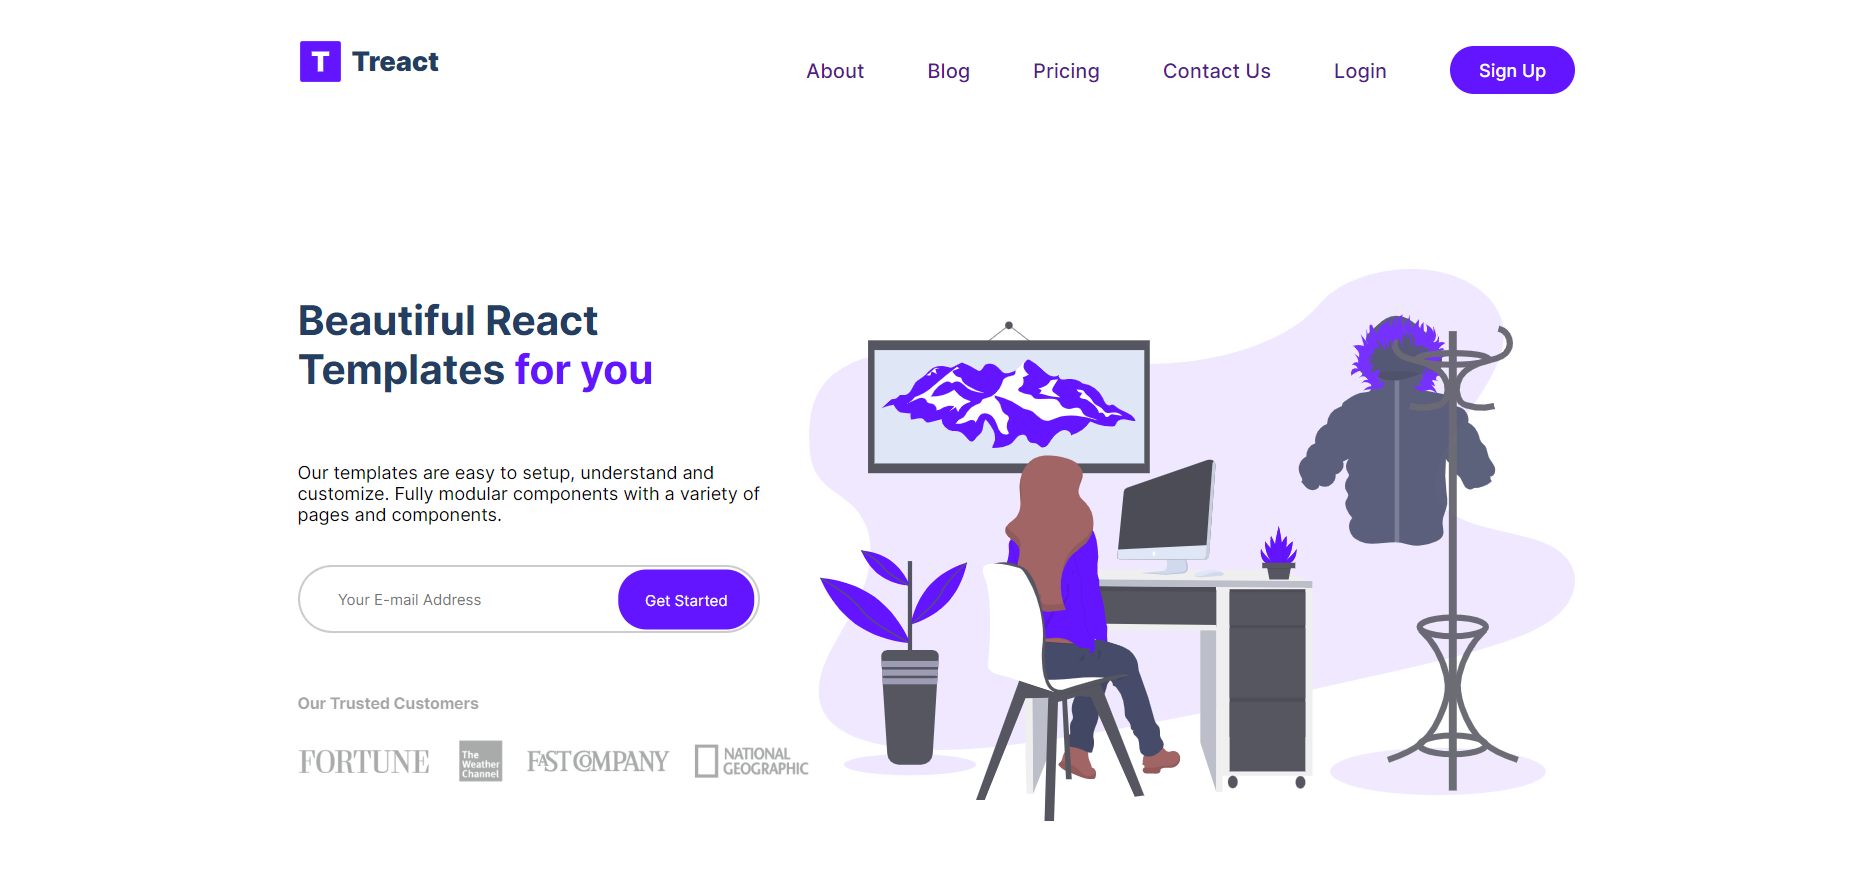 T Treact
About Blog Pricing Contact Us Login Sign Up
Beautiful React
Templates for you
Our templates are easy to setup, understand and
customize. Fully modular components with a variety of
pages and components.
Your E-mail Address Get Started
Our Trusted Customers
FORTUNE
The
Weather
Channel
FAST COMPANY
NATIONAL
GEOGRAPHIC